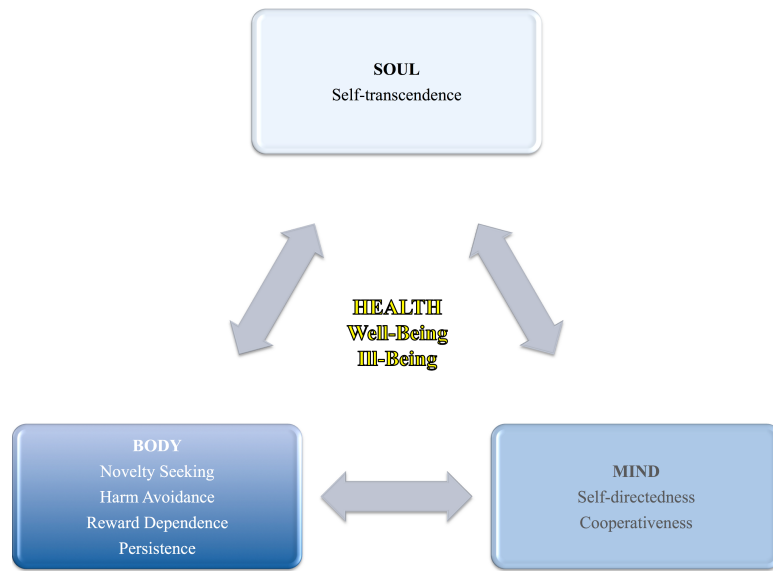 SOUL
Self-transcendence
HEALTH
Well-Being
Ill-Being
BODY
Novelty Seeking
Harm Avoidance
Reward Dependence
Persistence
MIND
Self-directedness
Cooperativeness